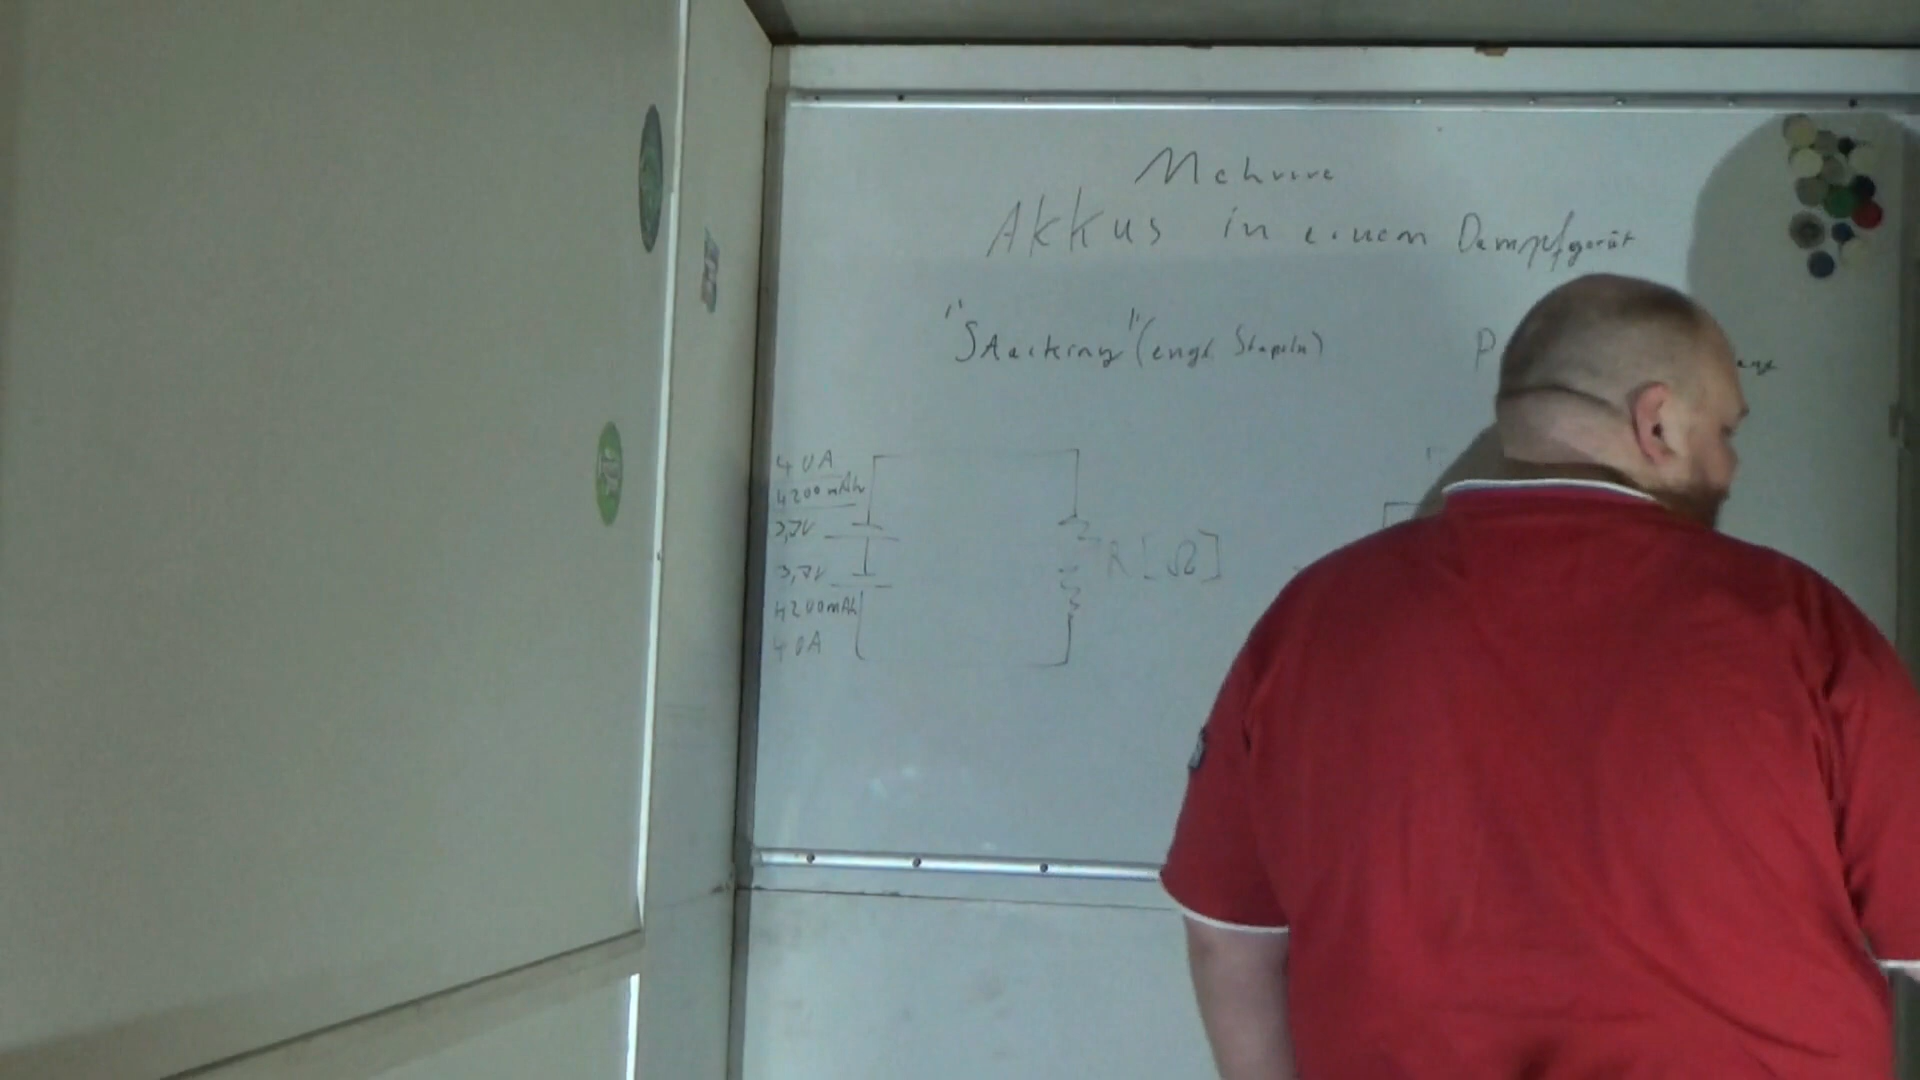 Mehrere
Akkus in einem Dampfgerät
"Stacking" (engl. Stapeln)
40A
4200mAh
3,7V
3,7V
4200mAh
40A
R [Ω]